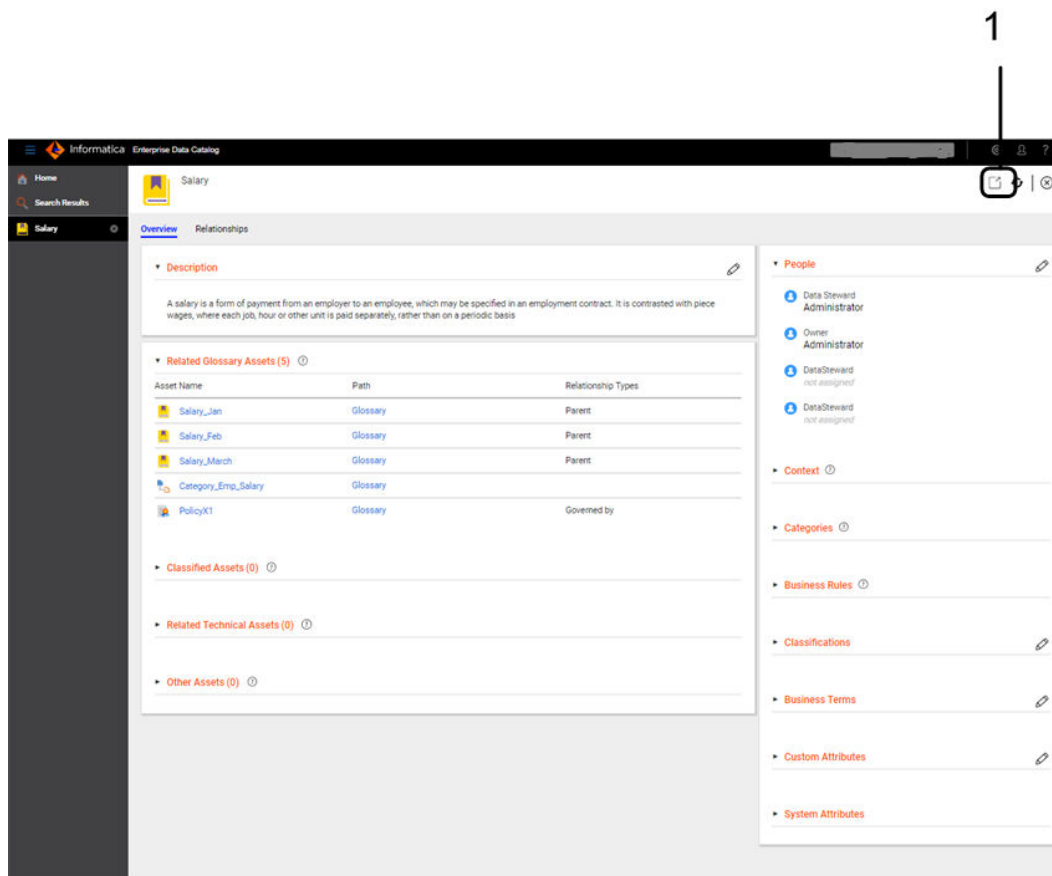 1
Informatica Enterprise Data Catalog
?
Home
Search Results
Salary
Salary
Overview Relationships
Description
A salary is a form of payment from an employer to an employee, which may be specified in an employment contract. It is contrasted with piece
wages, where each job, hour or other unit is paid separately, rather than on a periodic basis
Related Glossary Assets (5) ?
Asset Name Path Relationship Types
Salary_Jan Glossary Parent
Salary_Feb Glossary Parent
Salary_March Glossary Parent
Category_Emp_Salary Glossary
PolicyX1 Glossary Governed by
Classified Assets (0) ?
Related Technical Assets (0) ?
Other Assets (0) ?
People
Data Steward
Administrator
Owner
Administrator
DataSteward
not assigned
DataSteward
not assigned
Context ?
Categories ?
Business Rules ?
Classifications
Business Terms
Custom Attributes
System Attributes